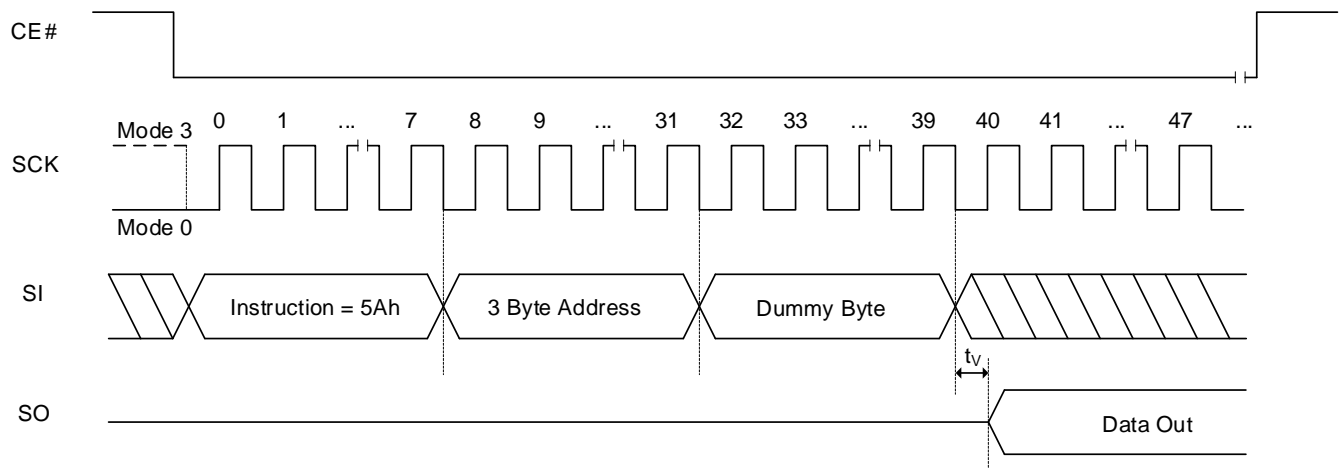 CE#
0 1 ... 7 8 9 ... 31 32 33 ... 39 40 41 ... 47 ...
Mode 3
SCK
Mode 0
SI
Instruction = 5Ah
3 Byte Address
Dummy Byte
tV
SO
Data Out